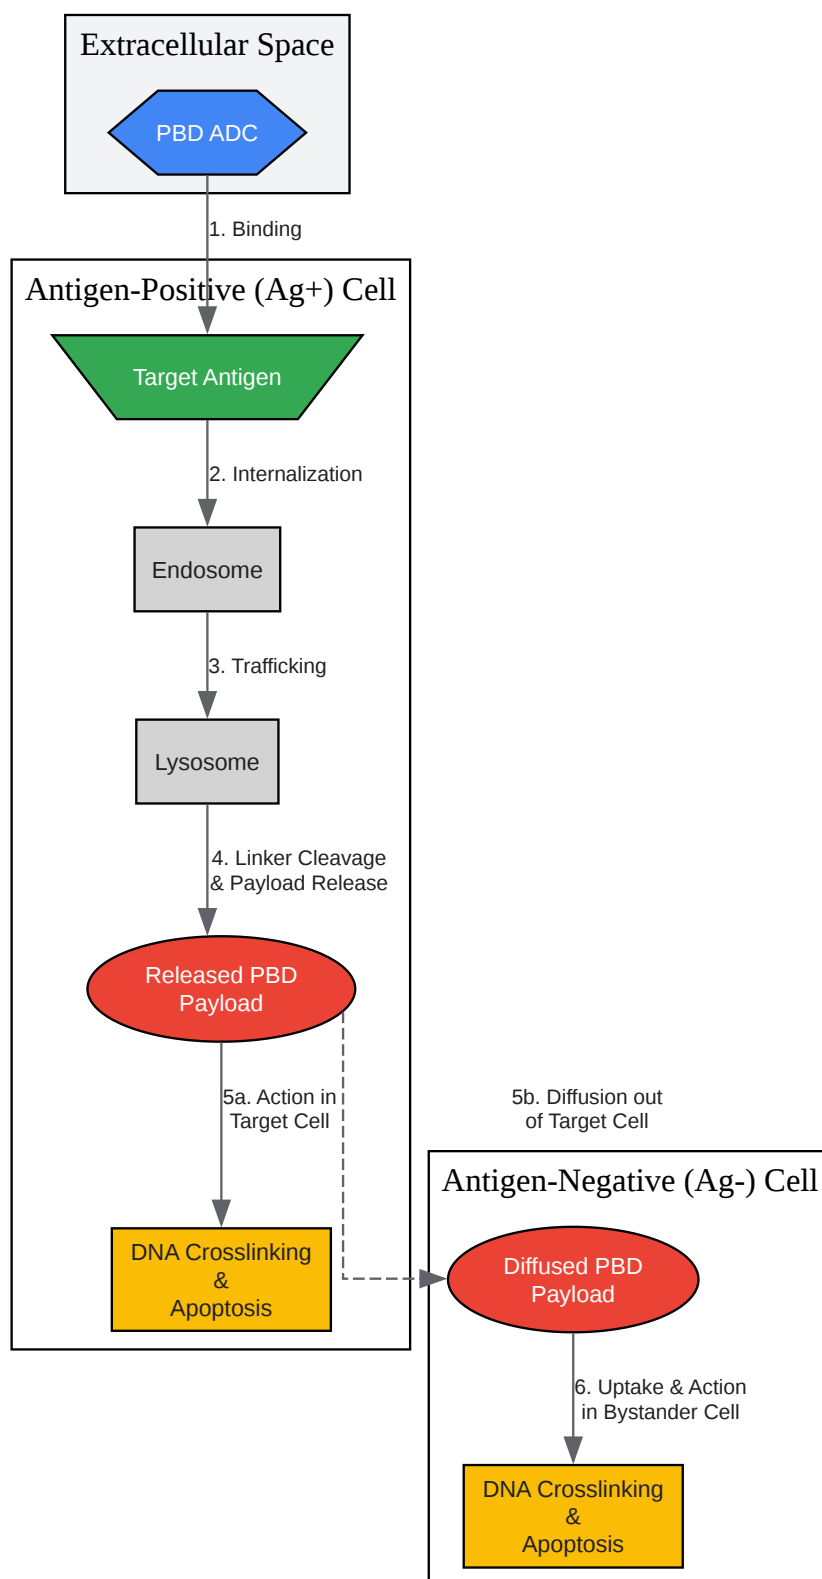 Extracellular Space
PBD ADC
1. Binding
Antigen-Positive (Ag+) Cell
Target Antigen
2. Internalization
Endosome
3. Trafficking
Lysosome
4. Linker Cleavage
& Payload Release
Released PBD
Payload
5a. Action in
Target Cell
5b. Diffusion out
of Target Cell
DNA Crosslinking
&
Apoptosis
Antigen-Negative (Ag-) Cell
Diffused PBD
Payload
6. Uptake & Action
in Bystander Cell
DNA Crosslinking
&
Apoptosis